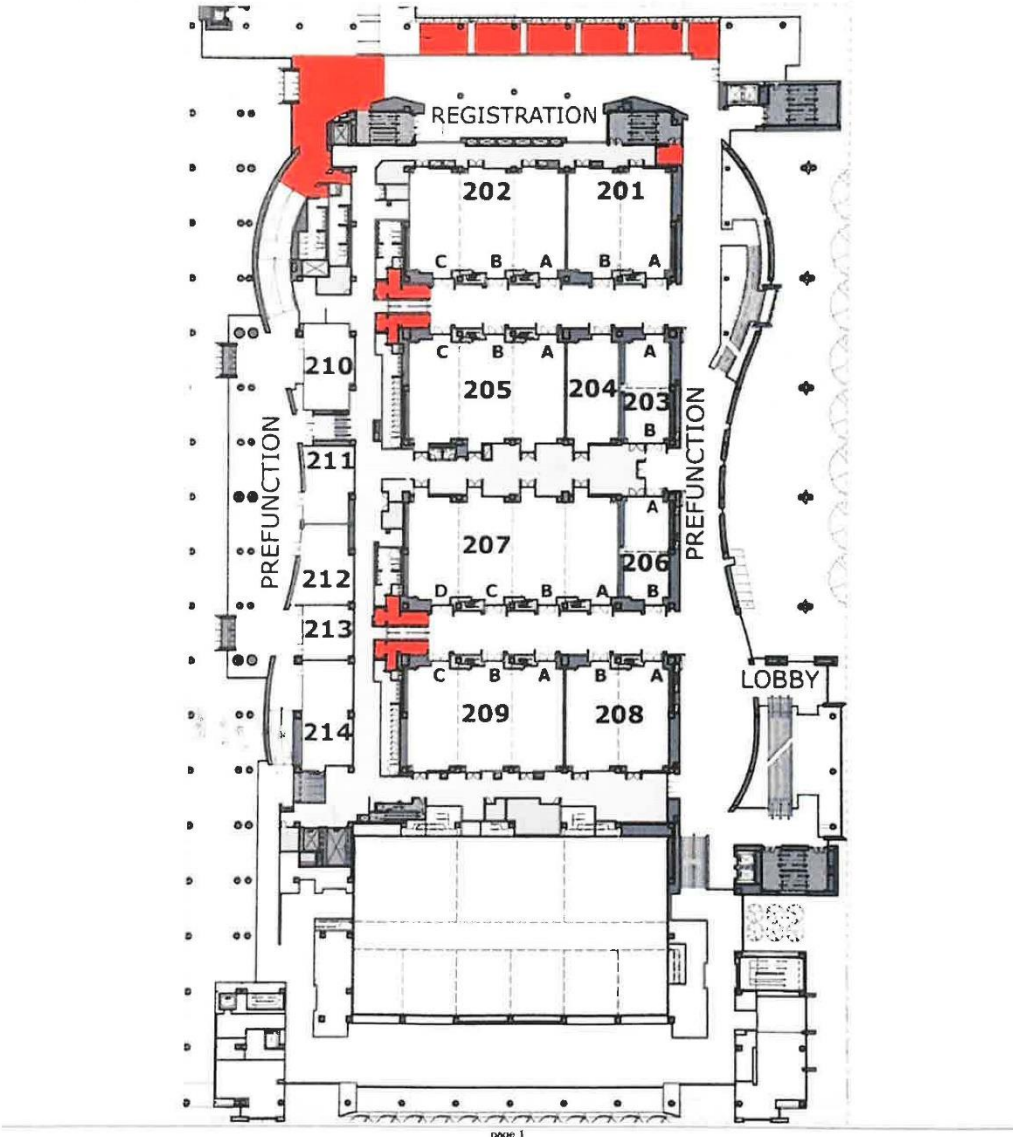 REGISTRATION
202 201
C B A B A
C B A A
210 205 204 203
B
PREFUNCTION
PREFUNCTION
211
A
207
206
212
D C B A B
213
C B A B A
LOBBY
209 208
214
page 1